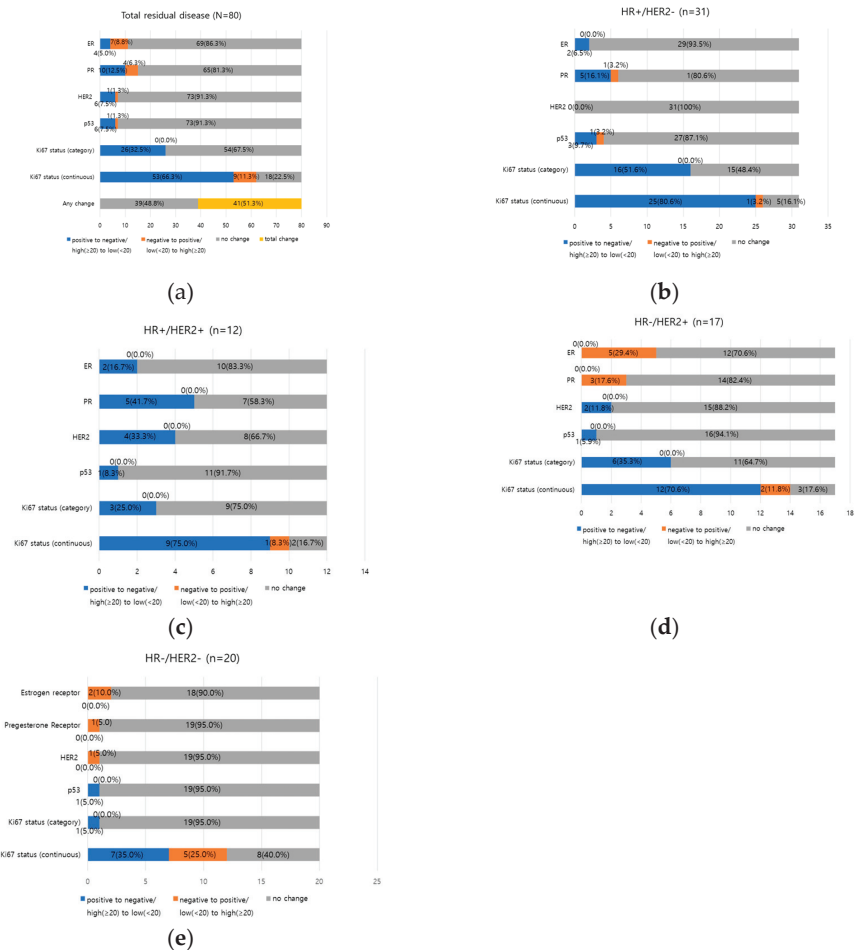 Total residual disease (N=80)
ER
7(8.8%)
69(86.3%)
4(5.0%)
4(6.3%)
PR
10(12.5%)
65(81.3%)
1(1.3%)
HER2
73(91.3%)
6(7.5%)
1(1.3%)
p53
73(91.3%)
6(7.5%)
0(0.0%)
Ki67 status (category)
26(32.5%)
54(67.5%)
Ki67 status (continuous)
53(66.3%)
9(11.3%)
18(22.5%)
Any change
39(48.8%)
41(51.3%)
0 10 20 30 40 50 60 70 80 90
positive to negative/ negative to positive/ no change total change
high(≥20) to low(<20) low(<20) to high(≥20)
(a)
HR+/HER2- (n=31)
0(0.0%)
ER
29(93.5%)
2(6.5%)
1(3.2%)
PR
5(16.1%)
1(80.6%)
HER2
0(0.0%)
31(100%)
1(3.2%)
p53
27(87.1%)
3(9.7%)
0(0.0%)
Ki67 status (category)
16(51.6%)
15(48.4%)
Ki67 status (continuous)
25(80.6%)
1(3.2%)
5(16.1%)
0 5 10 15 20 25 30 35
positive to negative/ negative to positive/ no change
high(≥20) to low(<20) low(<20) to high(≥20)
(b)
HR+/HER2+ (n=12)
0(0.0%)
ER
2(16.7%)
10(83.3%)
0(0.0%)
PR
5(41.7%)
7(58.3%)
0(0.0%)
HER2
4(33.3%)
8(66.7%)
0(0.0%)
p53
1(8.3%)
11(91.7%)
0(0.0%)
Ki67 status (category)
3(25.0%)
9(75.0%)
Ki67 status (continuous)
9(75.0%)
1(8.3%)
2(16.7%)
0 2 4 6 8 10 12 14
positive to negative/ negative to positive/ no change
high(≥20) to low(<20) low(<20) to high(≥20)
(c)
HR-/HER2+ (n=17)
0(0.0%)
ER
5(29.4%)
12(70.6%)
0(0.0%)
PR
3(17.6%)
14(82.4%)
0(0.0%)
HER2
2(11.8%)
15(88.2%)
0(0.0%)
p53
16(94.1%)
1(5.9%)
0(0.0%)
Ki67 status (category)
6(35.3%)
11(64.7%)
Ki67 status (continuous)
12(70.6%)
2(11.8%)
3(17.6%)
0 2 4 6 8 10 12 14 16 18
positive to negative/ negative to positive/ no change
high(≥20) to low(<20) low(<20) to high(≥20)
(d)
HR-/HER2- (n=20)
Estrogen receptor
2(10.0%)
18(90.0%)
0(0.0%)
Pregesterone Receptor
1(5.0)
19(95.0%)
0(0.0%)
HER2
1(5.0%)
19(95.0%)
0(0.0%)
0(0.0%)
p53
19(95.0%)
1(5.0%)
0(0.0%)
Ki67 status (category)
19(95.0%)
1(5.0%)
Ki67 status (continuous)
7(35.0%)
5(25.0%)
8(40.0%)
0 5 10 15 20 25
positive to negative/ negative to positive/ no change
high(≥20) to low(<20) low(<20) to high(≥20)
(e)